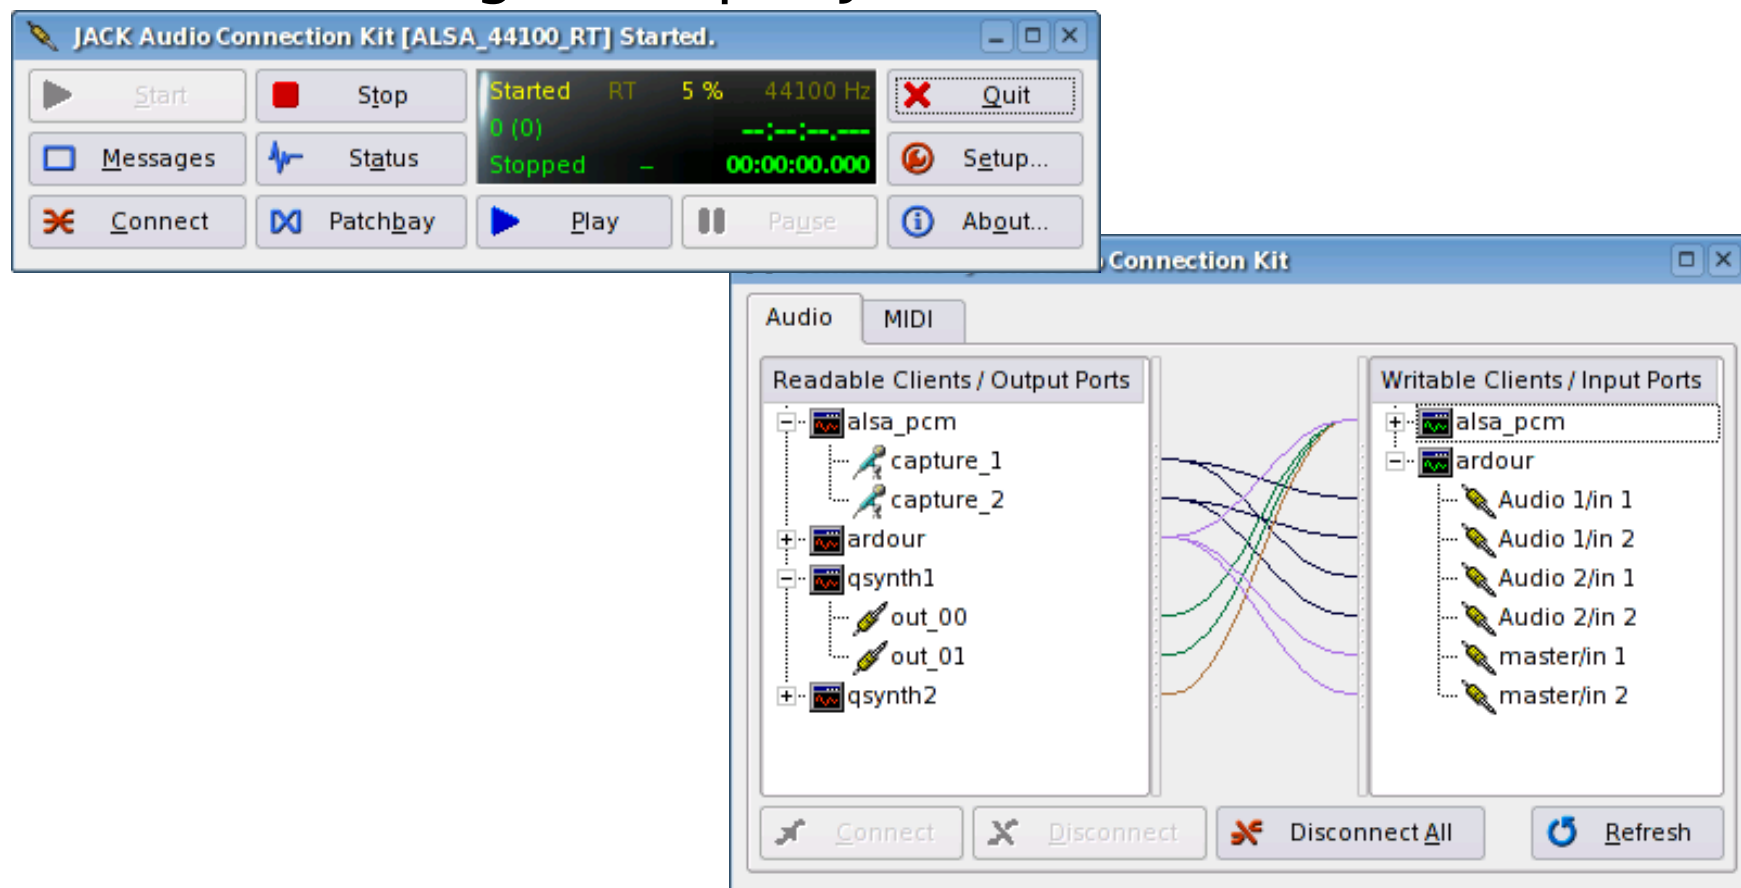 JACK Audio Connection Kit [ALSA_44100_RT] Started.
Start
Stop
Started RT 5 % 44100 Hz
Quit
0 (0) --:--:--.---
Messages
Status
Stopped -- 00:00:00.000
Setup...
Connect
Patchbay
Play
Pause
About...
Connection Kit
Audio
MIDI
Readable Clients / Output Ports
Writable Clients / Input Ports
alsa_pcm
capture_1
capture_2
ardour
qsynth1
out_00
out_01
qsynth2
alsa_pcm
ardour
Audio 1/in 1
Audio 1/in 2
Audio 2/in 1
Audio 2/in 2
master/in 1
master/in 2
Connect
Disconnect
Disconnect All
Refresh